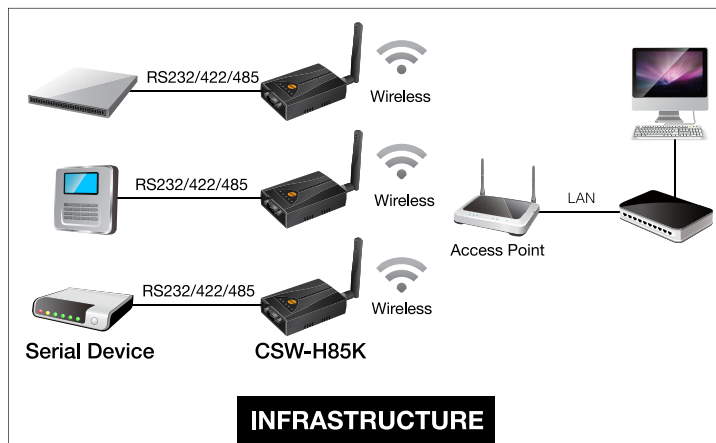 RS232/422/485
Wireless
RS232/422/485
Wireless
LAN
Access Point
RS232/422/485
Wireless
Serial Device
CSW-H85K
INFRASTRUCTURE